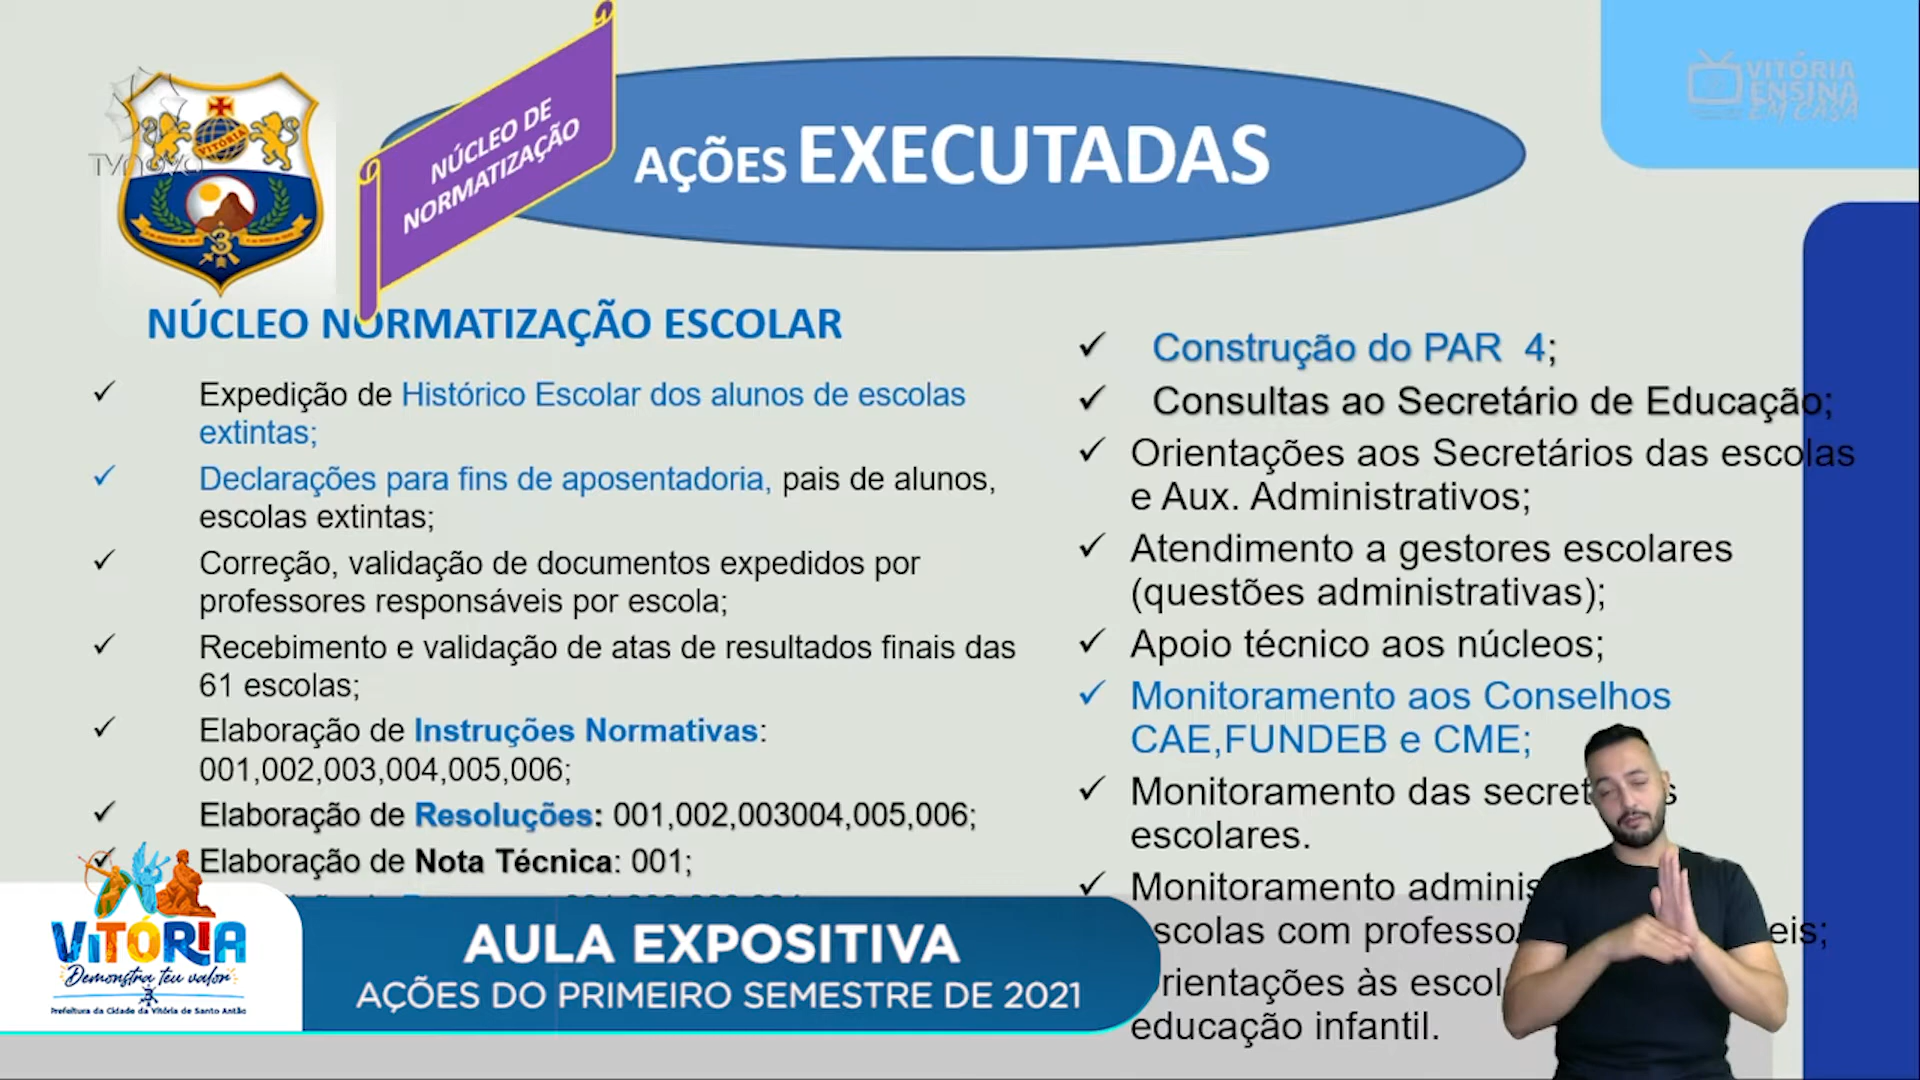 TVnova
VITÓRIA
3
NÚCLEO DE
NORMATIZAÇÃO
AÇÕES EXECUTADAS
VITÓRIA
ENSINA
EM CASA
NÚCLEO NORMATIZAÇÃO ESCOLAR
✓ Expedição de Histórico Escolar dos alunos de escolas
extintas;
✓ Declarações para fins de aposentadoria, pais de alunos,
escolas extintas;
✓ Correção, validação de documentos expedidos por
professores responsáveis por escola;
✓ Recebimento e validação de atas de resultados finais das
61 escolas;
✓ Elaboração de Instruções Normativas:
001,002,003,004,005,006;
✓ Elaboração de Resoluções: 001,002,003004,005,006;
✓ Elaboração de Nota Técnica: 001;
✓ Construção do PAR 4;
✓ Consultas ao Secretário de Educação;
✓ Orientações aos Secretários das escolas
e Aux. Administrativos;
✓ Atendimento a gestores escolares
(questões administrativas);
✓ Apoio técnico aos núcleos;
✓ Monitoramento aos Conselhos
CAE,FUNDEB e CME;
✓ Monitoramento das
escolares.
✓ Monitoramento
com
às
educação infantil.
VITÓRIA
Demonstra teu valor
3
Prefeitura da Cidade da Vitória de Santo Antão
AULA EXPOSITIVA
AÇÕES DO PRIMEIRO SEMESTRE DE 2021